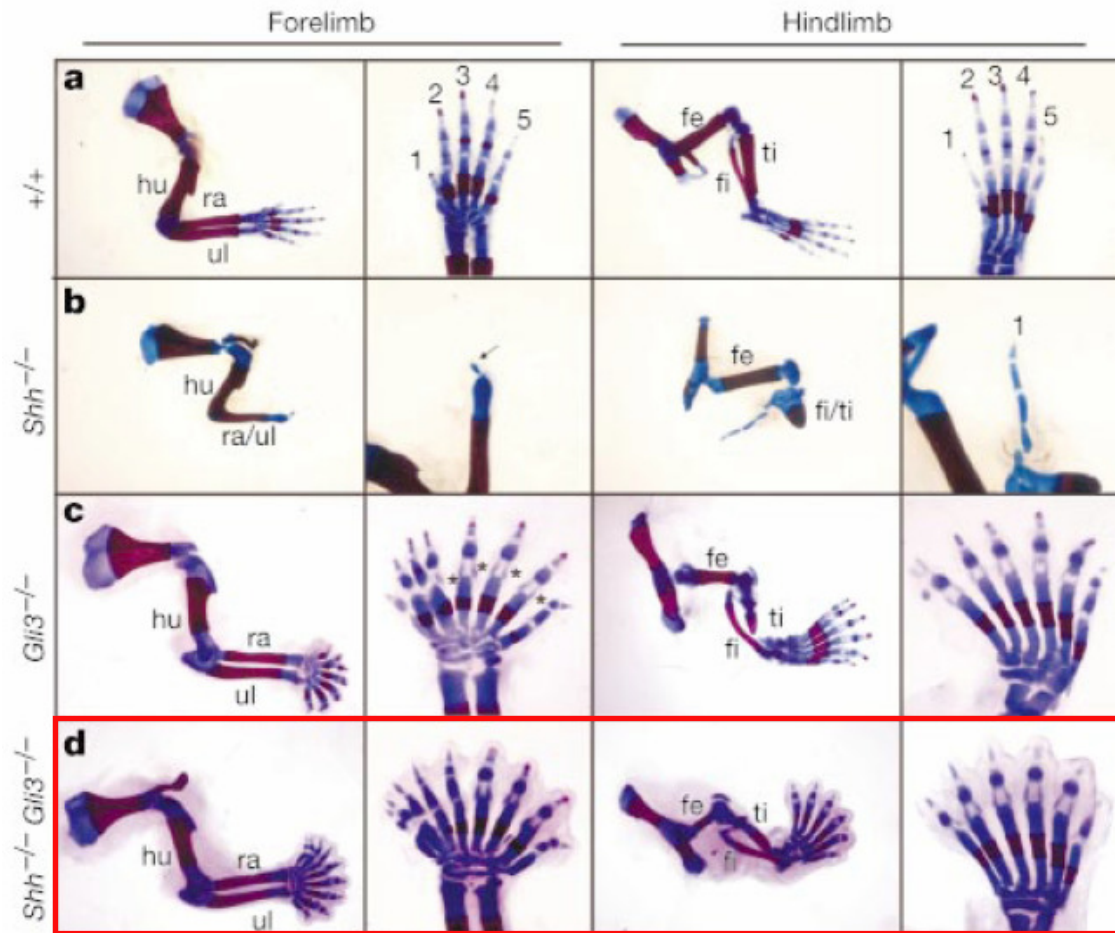 Forelimb Hindlimb
a
+/+
hu
ra
ul
1 2 3 4 5
fe
fi
ti
1 2 3 4 5
b
Shh−/−
hu
ra/ul
fe
fi/ti
1
c
Gli3−/−
hu
ra
ul
* * * *
fe
ti
fi
d
Shh−/− Gli3−/−
hu
ra
ul
fe
ti
fi